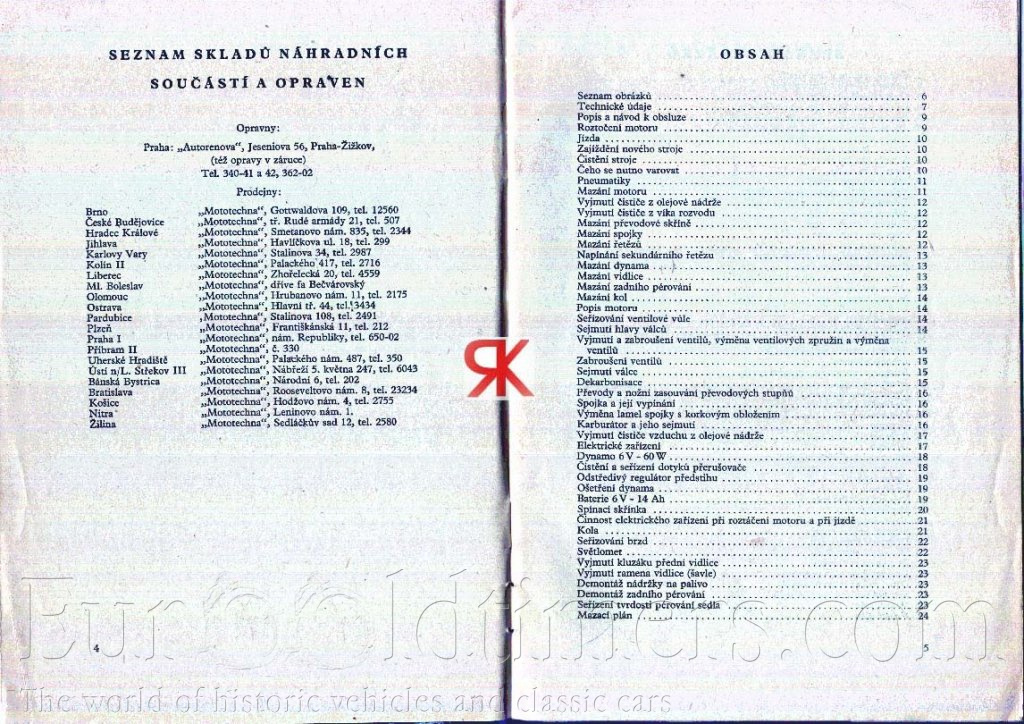 SEZNAM SKLADŮ NÁHRADNÍCH
SOUČÁSTÍ A OPRAVEN
Opravny:
Praha: „Autorenova“, Jeseniova 56, Praha-Žižkov,
(též opravy v záruce)
Tel. 340-41 a 42, 362-02
Prodejny:
Brno „Mototechna“, Gottwaldova 109, tel. 12560
České Budějovice „Mototechna“, tř. Rudé armády 21, tel. 507
Hradec Králové „Mototechna“, Smetanovo nám. 835, tel. 2344
Jihlava „Mototechna“, Havlíčkova ul. 18, tel. 299
Karlovy Vary „Mototechna“, Stalinova 34, tel. 2987
Kolín II „Mototechna“, Palackého 417, tel. 2716
Liberec „Mototechna“, Zhořelecká 20, tel. 4559
Ml. Boleslav „Mototechna“, dříve fa Bečvárovský
Olomouc „Mototechna“, Hrubanovo nám. 11, tel. 2175
Ostrava „Mototechna“, Hlavní tř. 44, tel. 3434
Pardubice „Mototechna“, Stalinova 108, tel. 2491
Plzeň „Mototechna“, Františkánská 11, tel. 212
Praha I „Mototechna“, nám. Republiky, tel. 650-02
Příbram II „Mototechna“, č. 330
Uherské Hradiště „Mototechna“, Palackého nám. 487, tel. 350
Ústí n/L. Střekov III „Mototechna“, Nábřeží 5. května 247, tel. 6043
Bánská Bystrica „Mototechna“, Národní 6, tel. 202
Bratislava „Mototechna“, Rooseveltovo nám. 8, tel. 23234
Košice „Mototechna“, Hodžovo nám. 4, tel. 2755
Nitra „Mototechna“, Leninovo nám. 1.
Žilina „Mototechna“, Sedláčkův sad 12, tel. 2580
4
OBSAH
Seznam obrázků 6
Technické údaje 7
Popis a návod k obsluze 9
Roztočení motoru 9
Jízda 10
Zajíždění nového stroje 10
Čistění stroje 10
Čeho se nutno varovat 10
Pneumatiky 11
Mazání motoru 11
Vyjmutí čističe z olejové nádrže 12
Vyjmutí čističe z víka rozvodu 12
Mazání převodové skříně 12
Mazání spojky 12
Mazání řetězů 12
Napínání sekundárního řetězu 13
Mazání dynama 13
Mazání vidlice 13
Mazání zadního pérování 13
Mazání kol 14
Popis motoru 14
Seřizování ventilové vůle 14
Sejmutí hlavy válců 14
Vyjmutí a zabroušení ventilů, výměna ventilových zpružin a výměna
ventilů 15
Zabroušení ventilů 15
Sejmutí válce 15
Dekarbonisace 15
Převody a nožní zasouvání převodových stupňů 16
Spojka a její vypínání 16
Výměna lamel spojky s korkovým obložením 16
Karburátor a jeho sejmutí 16
Vyjmutí čističe vzduchu z olejové nádrže 17
Elektrické zařízení 17
Dynamo 6 V - 60 W 18
Čistění a seřízení dotyků přerušovače 18
Odstředivý regulátor předstihu 19
Ošetření dynama 19
Baterie 6 V - 14 Ah 19
Spínací skřínka 20
Činnost elektrického zařízení při roztáčení motoru a při jízdě 21
Kola 21
Seřizování brzd 22
Světlomet 22
Vyjmutí kluzáku přední vidlice 23
Vyjmutí ramena vidlice (šavle) 23
Demontáž nádržky na palivo 23
Demontáž zadního pérování 23
Seřízení tvrdosti pérování sedla 23
Mazací plán 24
5
EuroOldtimers.com
The world of historic vehicles and classic cars